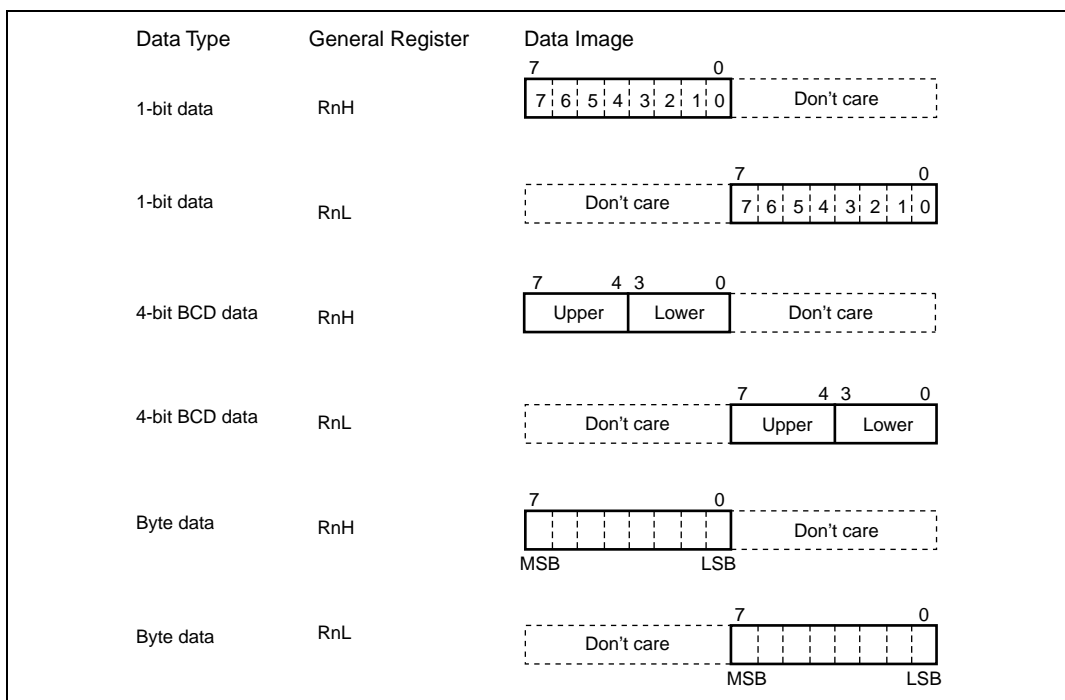 Data Type General Register Data Image
7 0
1-bit data RnH 7 6 5 4 3 2 1 0 Don't care
7 0
1-bit data RnL Don't care 7 6 5 4 3 2 1 0
7 4 3 0
4-bit BCD data RnH Upper Lower Don't care
7 4 3 0
4-bit BCD data RnL Don't care Upper Lower
7 0
Byte data RnH Don't care
MSB LSB
7 0
Byte data RnL Don't care
MSB LSB